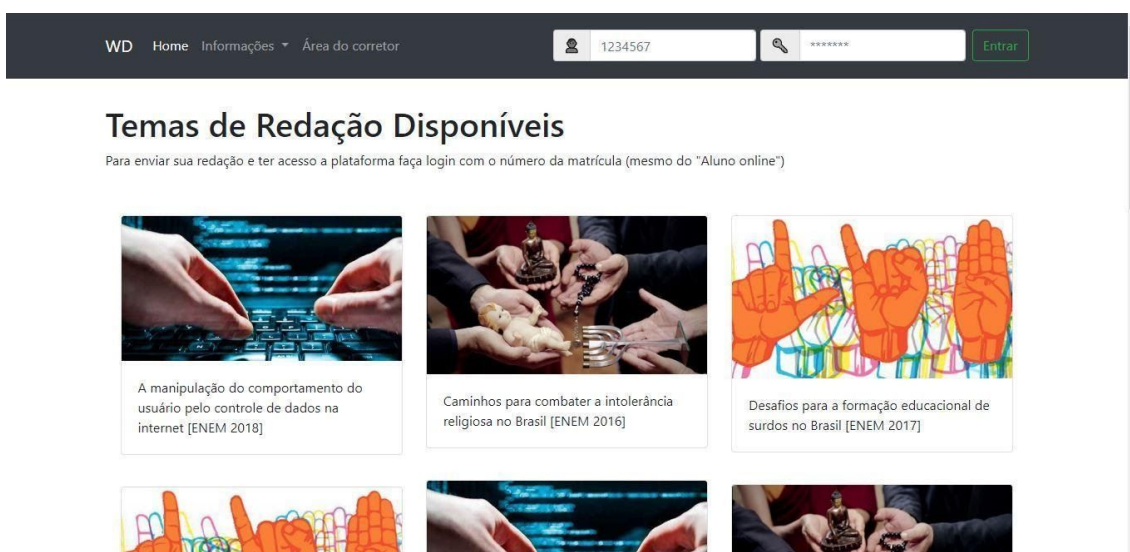 WD Home Informações Área do corretor 1234567 ******* Entrar
Temas de Redação Disponíveis
Para enviar sua redação e ter acesso a plataforma faça login com o número da matrícula (mesmo do "Aluno online")
A manipulação do comportamento do
usuário pelo controle de dados na
internet [ENEM 2018]
Caminhos para combater a intolerância
religiosa no Brasil [ENEM 2016]
Desafios para a formação educacional de
surdos no Brasil [ENEM 2017]